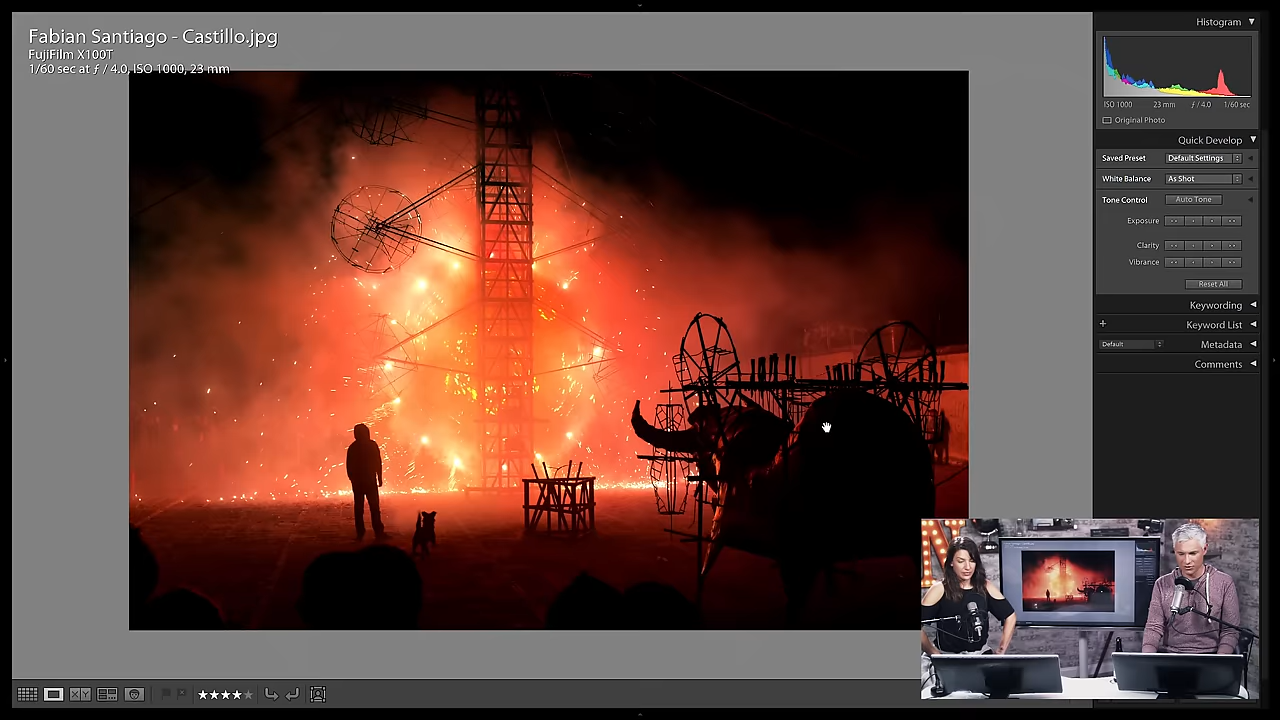 Fabian Santiago - Castillo.jpg
FujiFilm X100T
1/60 sec at ƒ / 4.0, ISO 1000, 23 mm
Histogram
ISO 1000 23 mm ƒ / 4.0 1/60 sec
Original Photo
Quick Develop
Saved Preset Default Settings
White Balance As Shot
Tone Control Auto Tone
Exposure
Clarity
Vibrance
Reset All
Keywording
+ Keyword List
Default Metadata
Comments
X Y